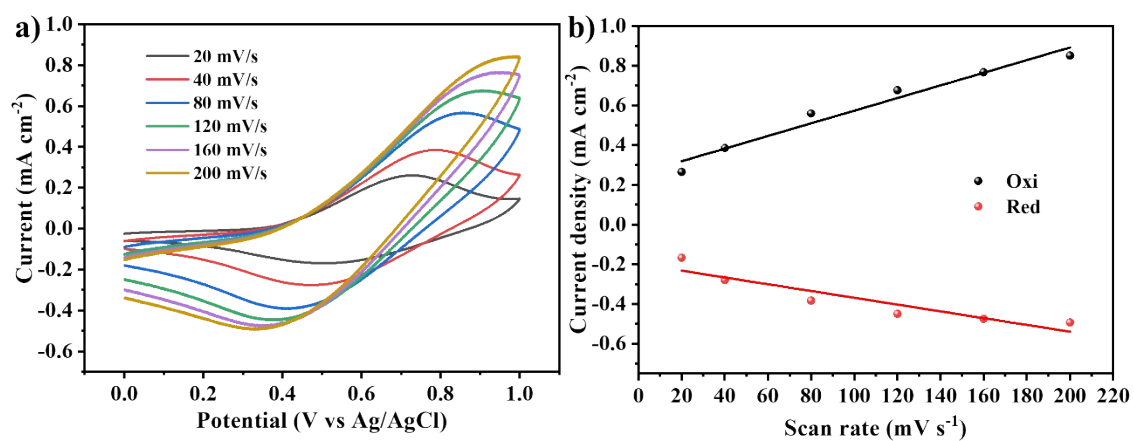 a)
1.0
0.8
0.6
0.4
0.2
0.0
-0.2
-0.4
-0.6
Current (mA cm-2)
20 mV/s
40 mV/s
80 mV/s
120 mV/s
160 mV/s
200 mV/s
0.0 0.2 0.4 0.6 0.8 1.0
Potential (V vs Ag/AgCl)
b)
1.0
0.8
0.6
0.4
0.2
0.0
-0.2
-0.4
-0.6
Current density (mA cm-2)
Oxi
Red
20 40 60 80 100 120 140 160 180 200 220
Scan rate (mV s-1)